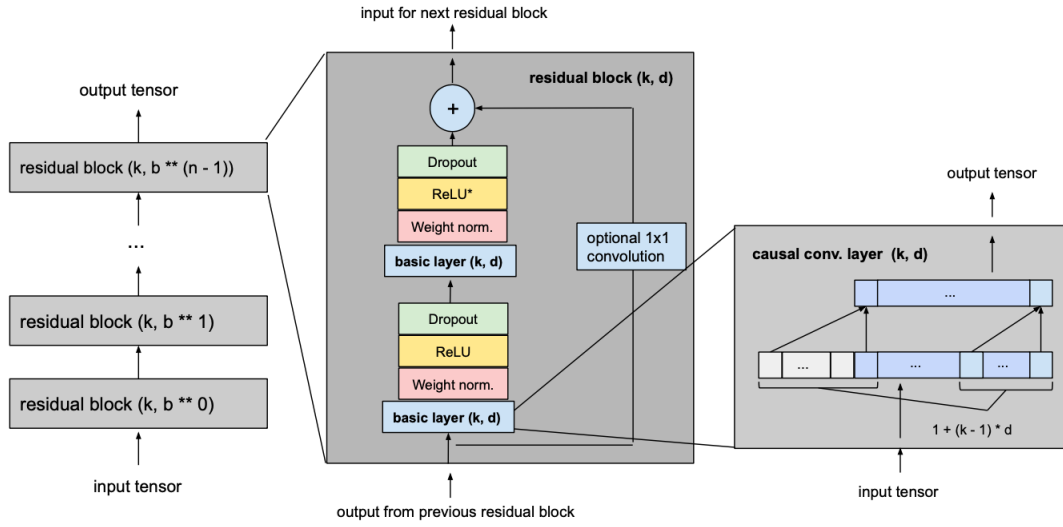 output tensor
residual block (k, b ** (n - 1))
...
residual block (k, b ** 1)
residual block (k, b ** 0)
input tensor
input for next residual block
residual block (k, d)
+
Dropout
ReLU*
Weight norm.
basic layer (k, d)
optional 1x1
convolution
Dropout
ReLU
Weight norm.
basic layer (k, d)
output from previous residual block
output tensor
causal conv. layer (k, d)
...
...
...
...
1 + (k - 1) * d
input tensor